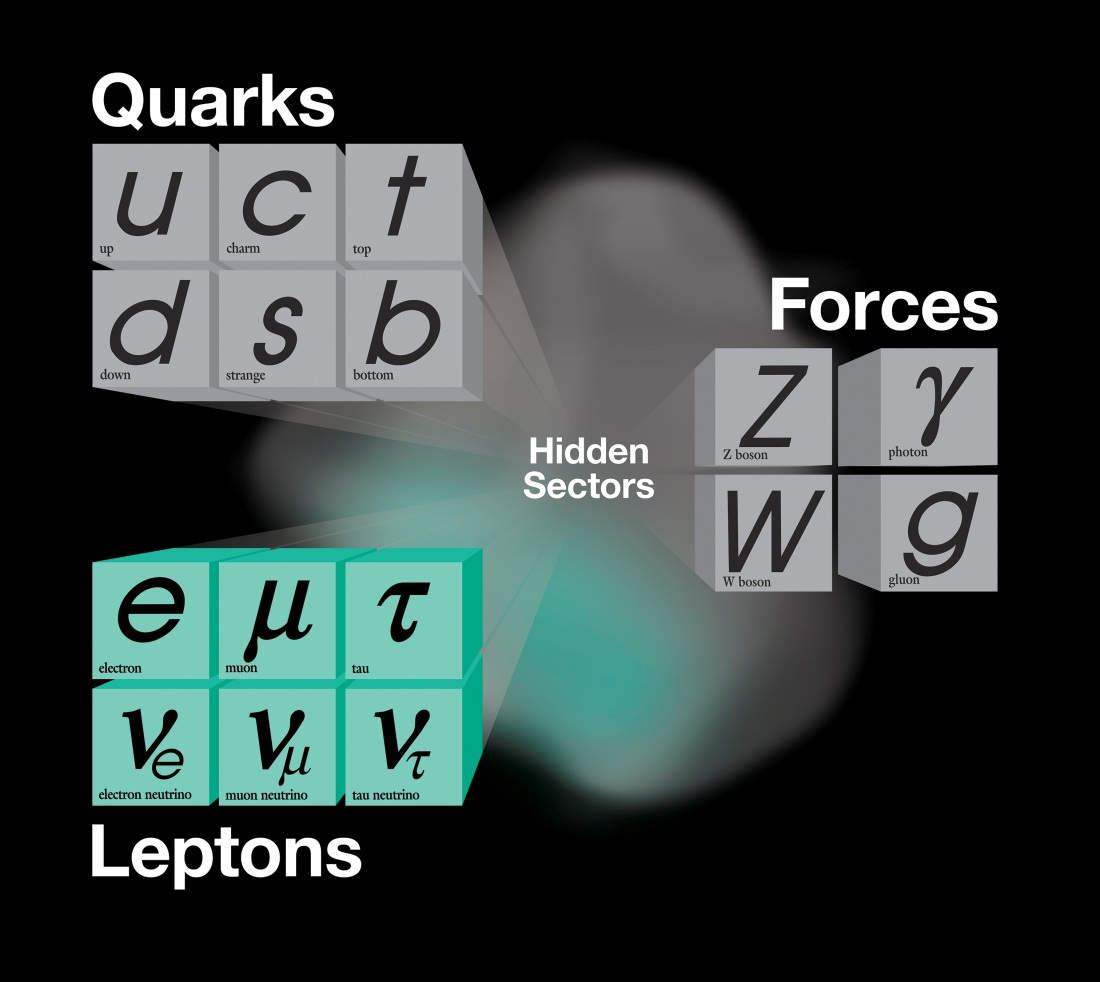 Quarks
u c t
up charm top
d s b
down strange bottom
Forces
Z γ
Z boson photon
W g
W boson gluon
Hidden
Sectors
e μ τ
electron muon tau
νe νμ ντ
electron neutrino muon neutrino tau neutrino
Leptons